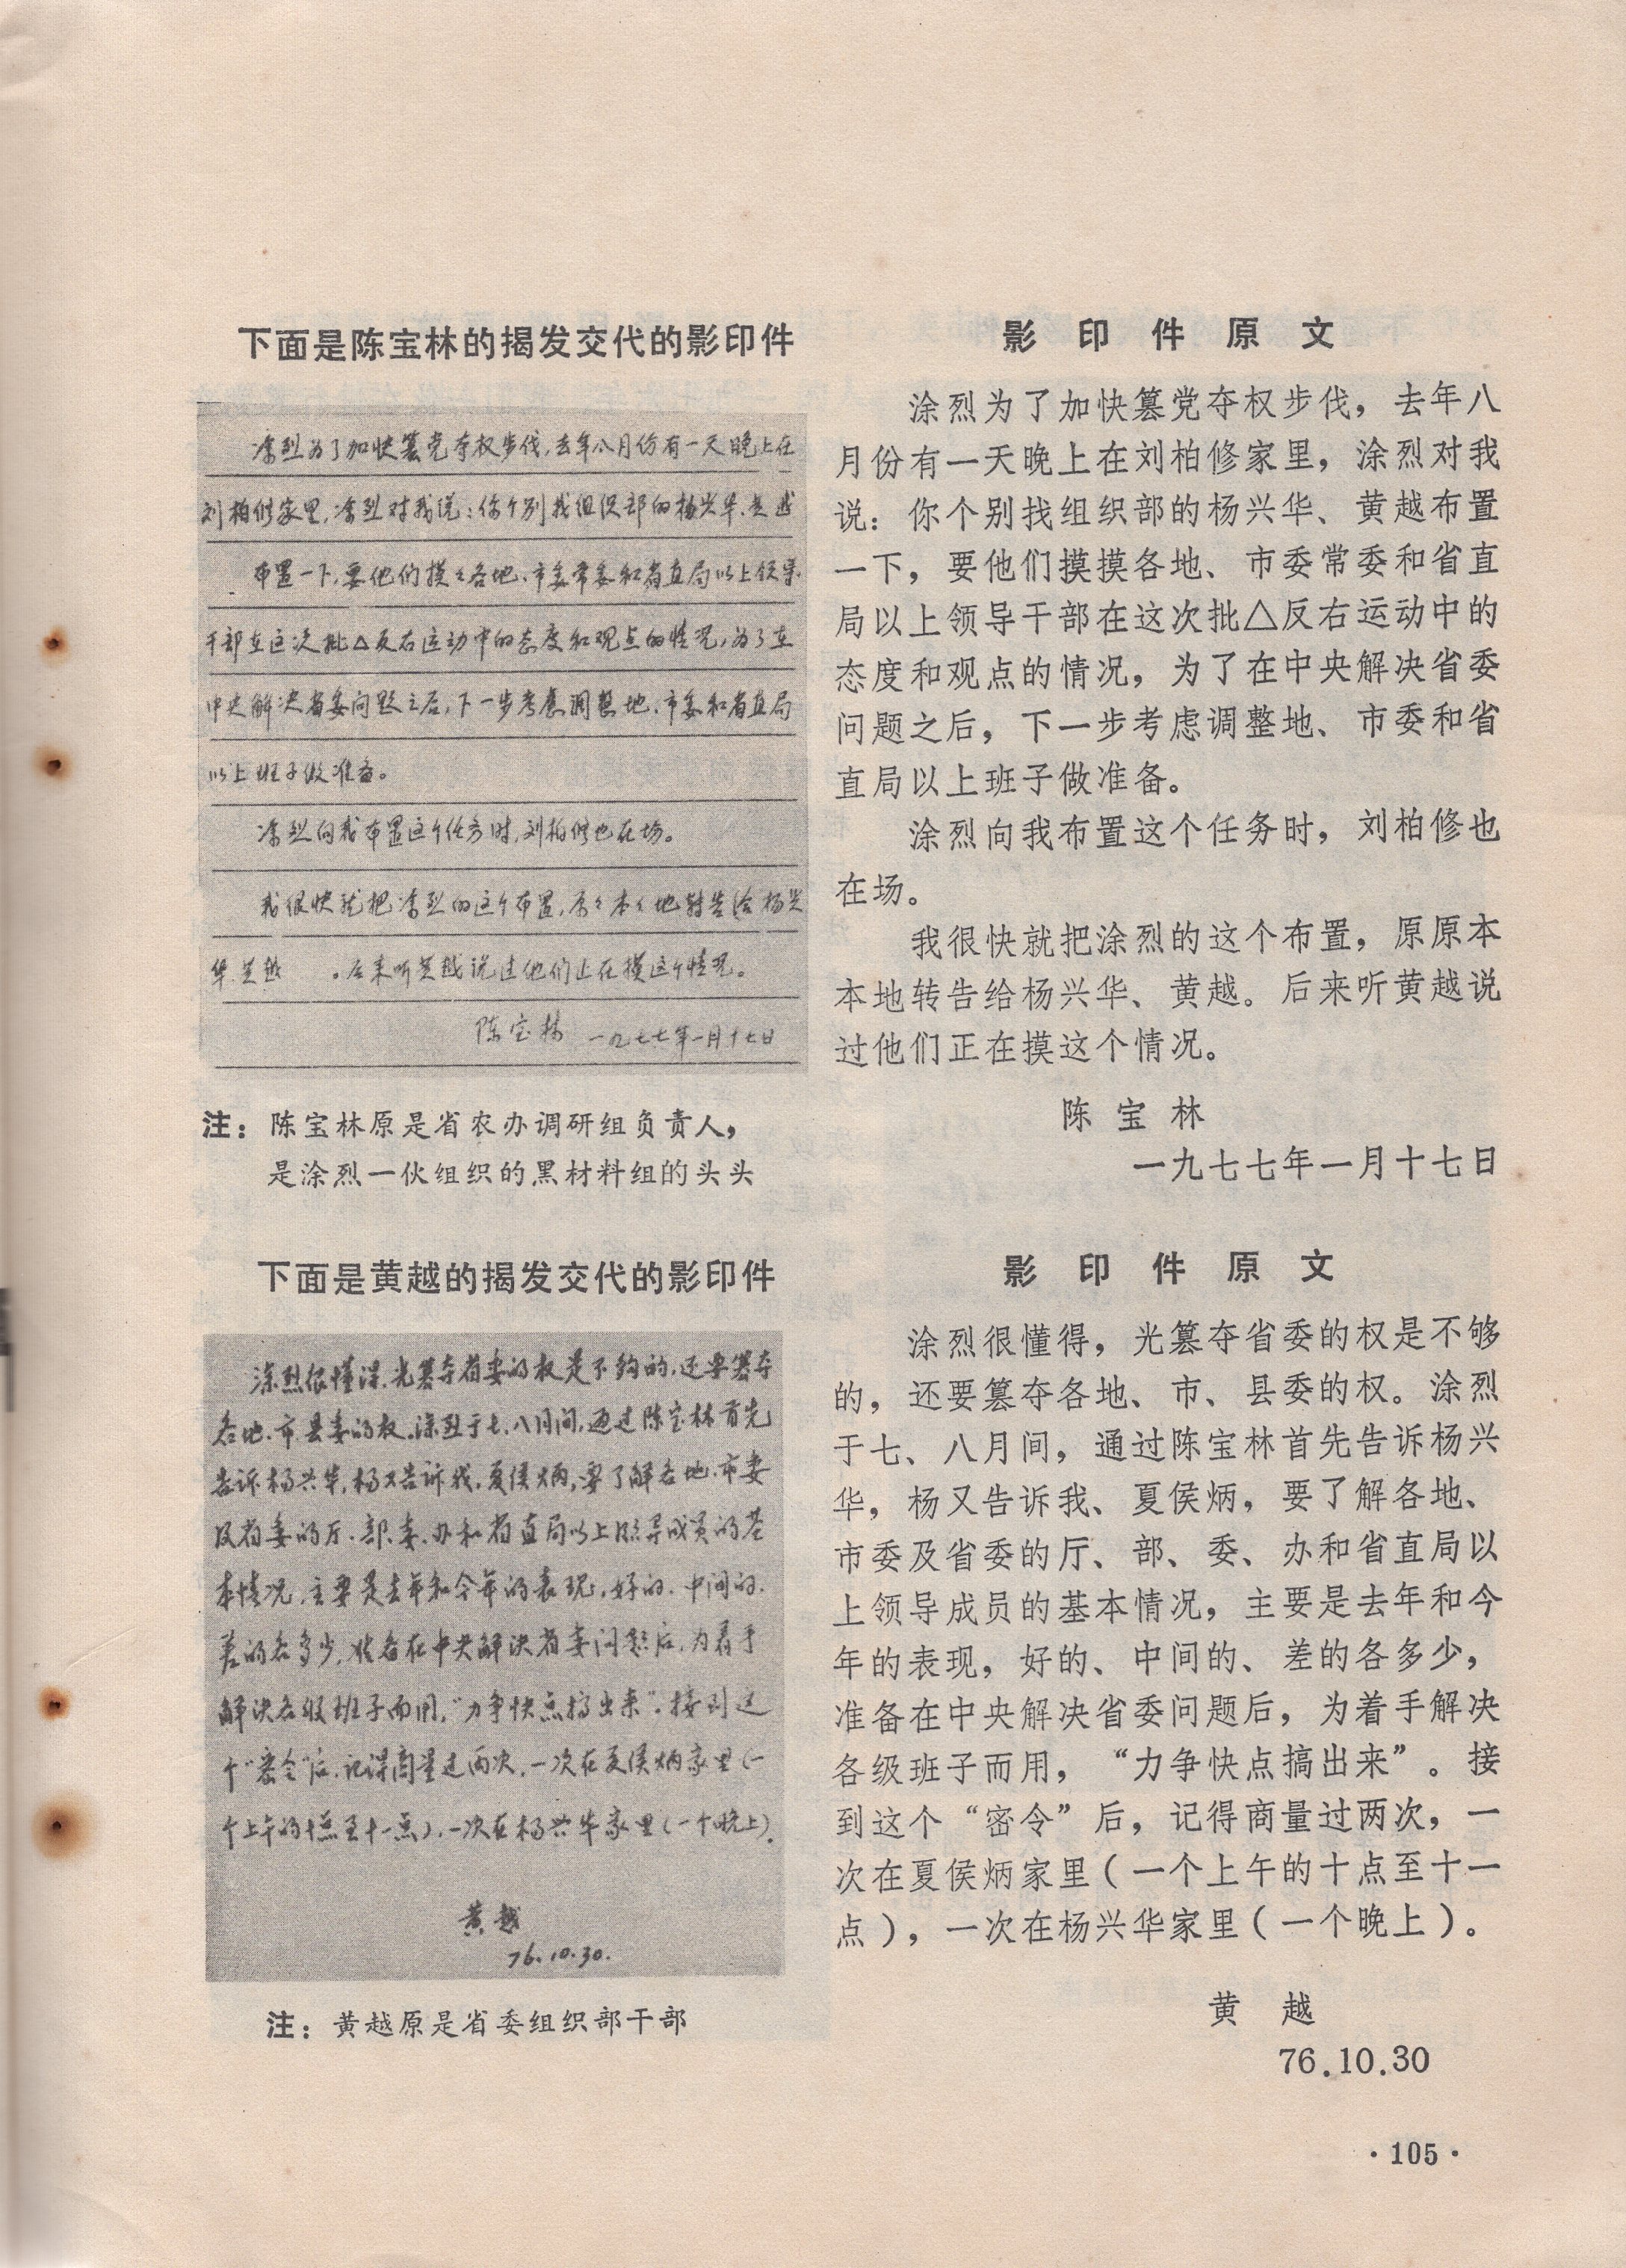 下面是陈宝林的揭发交代的影印件
涂烈为了加快篡党夺权步伐，去年八月份有一天晚上在
刘柏修家里，涂烈对我说：你个别找组织部的杨兴华、黄越
布置一下，要他们摸々各地、市委常委和省直局以上领导
干部在这次批△反右运动中的态度和观点的情况，为了在
中央解决省委问题之后，下一步考虑调整地、市委和省直局
以上班子做准备。
涂烈向我布置这个任务时，刘柏修也在场。
我很快就把涂烈的这个布置，原々本々地转告给杨兴
华、黄越　。后来听黄越说过他们正在摸这个情况。
陈宝林　一九七七年一月十七日
注：陈宝林原是省农办调研组负责人，
是涂烈一伙组织的黑材料组的头头
影印件原文
涂烈为了加快篡党夺权步伐，去年八
月份有一天晚上在刘柏修家里，涂烈对我
说：你个别找组织部的杨兴华、黄越布置
一下，要他们摸摸各地、市委常委和省直
局以上领导干部在这次批△反右运动中的
态度和观点的情况，为了在中央解决省委
问题之后，下一步考虑调整地、市委和省
直局以上班子做准备。
涂烈向我布置这个任务时，刘柏修也
在场。
我很快就把涂烈的这个布置，原原本
本地转告给杨兴华、黄越。后来听黄越说
过他们正在摸这个情况。
陈宝林
一九七七年一月十七日
下面是黄越的揭发交代的影印件
涂烈很懂得，光篡夺省委的权是不够的，还要篡夺
各地、市、县委的权。涂烈于七、八月间，通过陈宝林首先
告诉杨兴华，杨又告诉我、夏侯炳，要了解各地、市委
及省委的厅、部、委、办和省直局以上领导成员的基
本情况，主要是去年和今年的表现，好的、中间的、
差的各多少，准备在中央解决省委问题后，为着手
解决各级班子而用，“力争快点搞出来”。接到这
个“密令”后，记得商量过两次，一次在夏侯炳家里（一
个上午的十点至十一点），一次在杨兴华家里（一个晚上）。
黄越
76.10.30.
注：黄越原是省委组织部干部
影印件原文
涂烈很懂得，光篡夺省委的权是不够
的，还要篡夺各地、市、县委的权。涂烈
于七、八月间，通过陈宝林首先告诉杨兴
华，杨又告诉我、夏侯炳，要了解各地、
市委及省委的厅、部、委、办和省直局以
上领导成员的基本情况，主要是去年和今
年的表现，好的、中间的、差的各多少，
准备在中央解决省委问题后，为着手解决
各级班子而用，“力争快点搞出来”。接
到这个“密令”后，记得商量过两次，一
次在夏侯炳家里（一个上午的十点至十一
点），一次在杨兴华家里（一个晚上）。
黄越
76.10.30
·105·